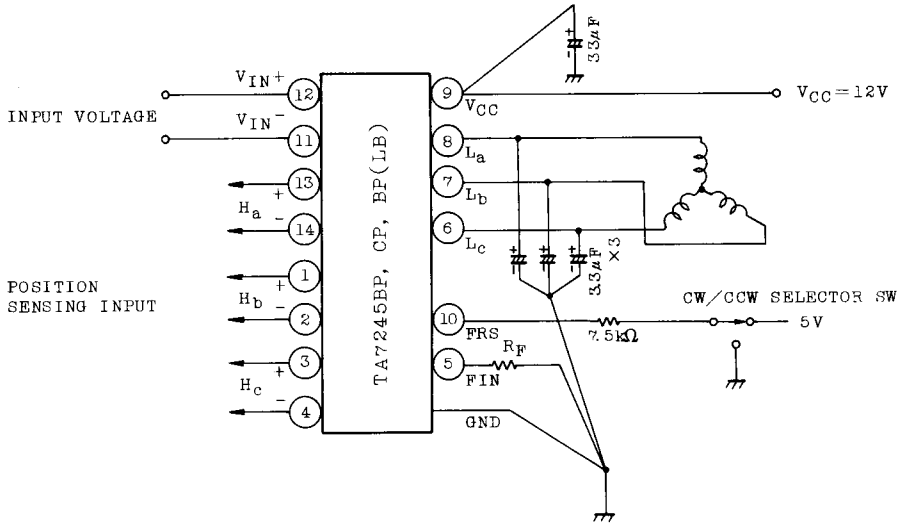 33μF
VIN+
12
9
VCC
VCC=12V
INPUT VOLTAGE
VIN-
11
8
La
13
+
7
Lb
Ha
14
-
6
Lc
TA7245BP, CP, BP(LB)
3.3μF
×3
1
+
POSITION
SENSING INPUT
Hb
2
-
10
FRS
7.5kΩ
CW/CCW SELECTOR SW
5V
3
+
5
FIN
RF
Hc
4
-
GND